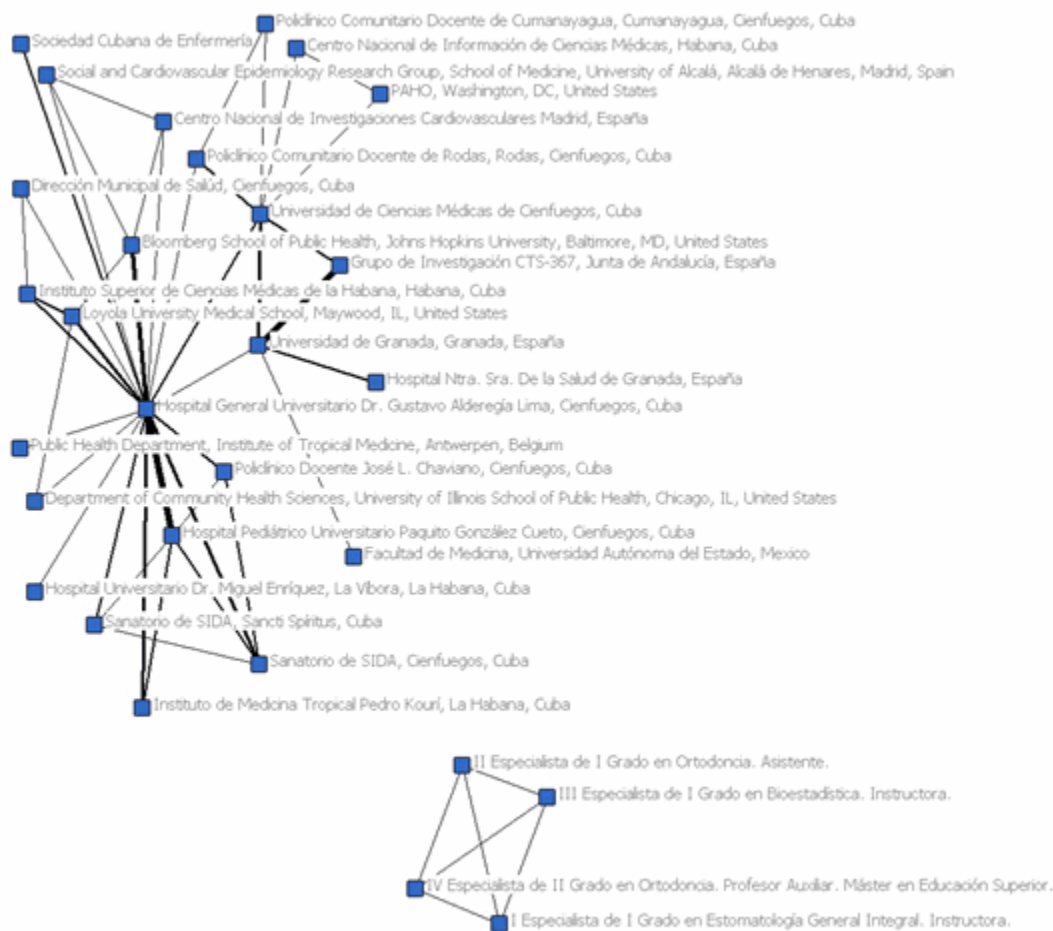 Policlínico Comunitario Docente de Cumanayagua, Cumanayagua, Cienfuegos, Cuba
Sociedad Cubana de Enfermería
Centro Nacional de Información de Ciencias Médicas, Habana, Cuba
Social and Cardiovascular Epidemiology Research Group, School of Medicine, University of Alcalá, Alcalá de Henares, Madrid, Spain
PAHO, Washington, DC, United States
Centro Nacional de Investigaciones Cardiovasculares Madrid, España
Policlínico Comunitario Docente de Rodas, Rodas, Cienfuegos, Cuba
Dirección Municipal de Salúd, Cienfuegos, Cuba
Universidad de Ciencias Médicas de Cienfuegos, Cuba
Bloomberg School of Public Health, Johns Hopkins University, Baltimore, MD, United States
Grupo de Investigación CTS-367, Junta de Andalucía, España
Instituto Superior de Ciencias Médicas de la Habana, Habana, Cuba
Loyola University Medical School, Maywood, IL, United States
Universidad de Granada, Granada, España
Hospital Ntra. Sra. De la Salud de Granada, España
Hospital General Universitario Dr. Gustavo Alderegía Lima, Cienfuegos, Cuba
Public Health Department, Institute of Tropical Medicine, Antwerpen, Belgium
Policlínico Docente José L. Chaviano, Cienfuegos, Cuba
Department of Community Health Sciences, University of Illinois School of Public Health, Chicago, IL, United States
Hospital Pediátrico Universitario Paquito González Cueto, Cienfuegos, Cuba
Facultad de Medicina, Universidad Autónoma del Estado, Mexico
Hospital Universitario Dr. Miguel Enríquez, La Víbora, La Habana, Cuba
Sanatorio de SIDA, Sancti Spíritus, Cuba
Sanatorio de SIDA, Cienfuegos, Cuba
Instituto de Medicina Tropical Pedro Kourí, La Habana, Cuba
II Especialista de I Grado en Ortodoncia. Asistente.
III Especialista de I Grado en Bioestadística. Instructora.
IV Especialista de II Grado en Ortodoncia. Profesor Auxiliar. Máster en Educación Superior.
I Especialista de I Grado en Estomatología General Integral. Instructora.